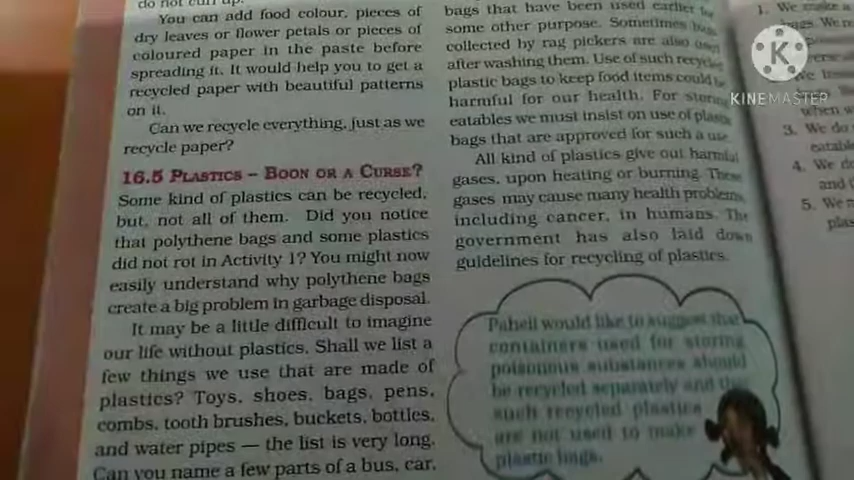 do not curl up.
You can add food colour, pieces of
dry leaves or flower petals or pieces of
coloured paper in the paste before
spreading it. It would help you to get a
recycled paper with beautiful patterns
on it.
Can we recycle everything, just as we
recycle paper?
16.5 PLASTICS – BOON OR A CURSE?
Some kind of plastics can be recycled,
but, not all of them. Did you notice
that polythene bags and some plastics
did not rot in Activity 1? You might now
easily understand why polythene bags
create a big problem in garbage disposal.
It may be a little difficult to imagine
our life without plastics. Shall we list a
few things we use that are made of
plastics? Toys, shoes, bags, pens,
combs, tooth brushes, buckets, bottles,
and water pipes — the list is very long.
Can you name a few parts of a bus, car,
bags that have been used earlier for
some other purpose. Sometimes bags
collected by rag pickers are also used
after washing them. Use of such recycled
plastic bags to keep food items could be
harmful for our health. For storing
eatables we must insist on use of plastic
bags that are approved for such a use.
All kind of plastics give out harmful
gases, upon heating or burning. These
gases may cause many health problems,
including cancer, in humans. The
government has also laid down
guidelines for recycling of plastics.
Paheli would like to suggest that
containers used for storing
poisonous substances should
be recycled separately and that
such recycled plastics
are not used to make
plastic bags.
1. We make a
bags. We
when
3. We do
eatable
4. We do
and
5. We
plas
KINEMASTER
K